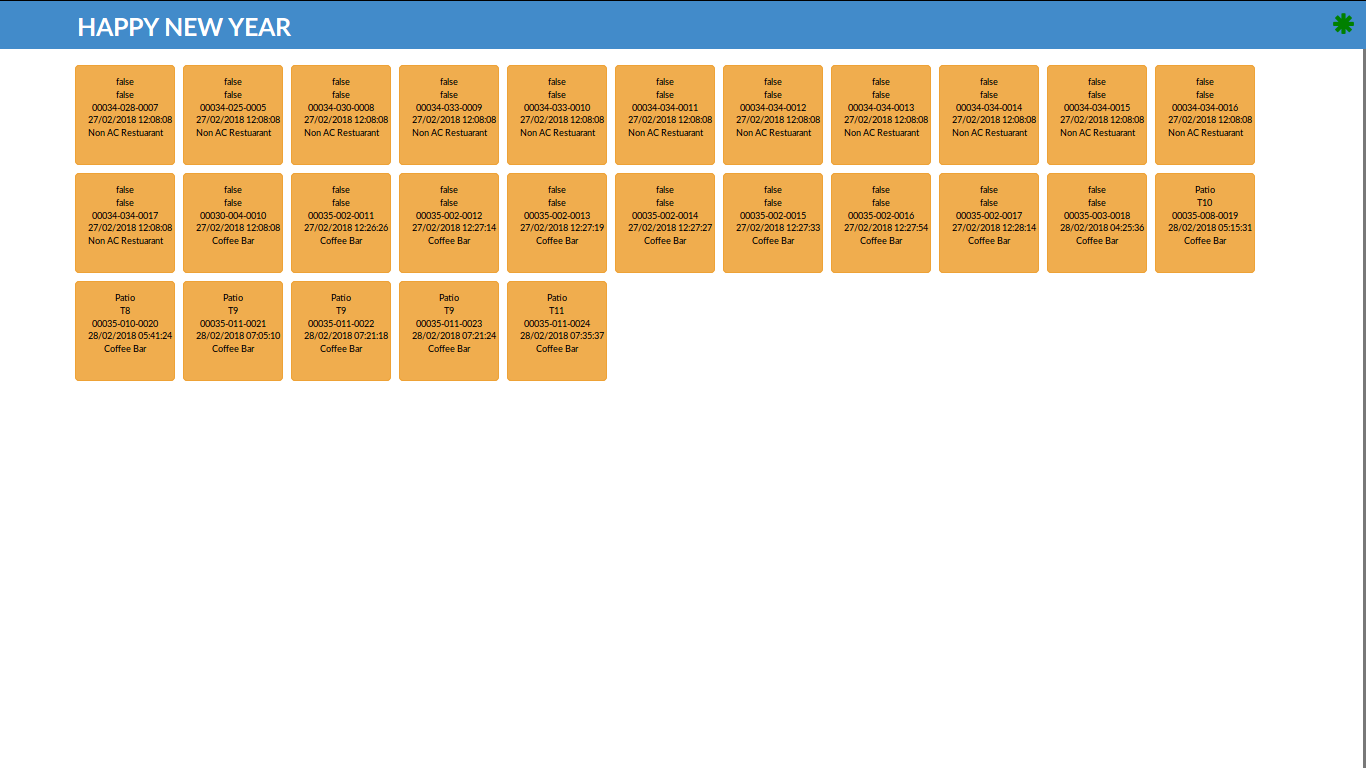 HAPPY NEW YEAR
false
false
00034-028-0007
27/02/2018 12:08:08
Non AC Restuarant
false
false
00034-025-0005
27/02/2018 12:08:08
Non AC Restuarant
false
false
00034-030-0008
27/02/2018 12:08:08
Non AC Restuarant
false
false
00034-033-0009
27/02/2018 12:08:08
Non AC Restuarant
false
false
00034-033-0010
27/02/2018 12:08:08
Non AC Restuarant
false
false
00034-034-0011
27/02/2018 12:08:08
Non AC Restuarant
false
false
00034-034-0012
27/02/2018 12:08:08
Non AC Restuarant
false
false
00034-034-0013
27/02/2018 12:08:08
Non AC Restuarant
false
false
00034-034-0014
27/02/2018 12:08:08
Non AC Restuarant
false
false
00034-034-0015
27/02/2018 12:08:08
Non AC Restuarant
false
false
00034-034-0016
27/02/2018 12:08:08
Non AC Restuarant
false
false
00034-034-0017
27/02/2018 12:08:08
Non AC Restuarant
false
false
00030-004-0010
27/02/2018 12:08:08
Coffee Bar
false
false
00035-002-0011
27/02/2018 12:26:26
Coffee Bar
false
false
00035-002-0012
27/02/2018 12:27:14
Coffee Bar
false
false
00035-002-0013
27/02/2018 12:27:19
Coffee Bar
false
false
00035-002-0014
27/02/2018 12:27:27
Coffee Bar
false
false
00035-002-0015
27/02/2018 12:27:33
Coffee Bar
false
false
00035-002-0016
27/02/2018 12:27:54
Coffee Bar
false
false
00035-002-0017
27/02/2018 12:28:14
Coffee Bar
false
false
00035-003-0018
28/02/2018 04:25:36
Coffee Bar
Patio
T10
00035-008-0019
28/02/2018 05:15:31
Coffee Bar
Patio
T8
00035-010-0020
28/02/2018 05:41:24
Coffee Bar
Patio
T9
00035-011-0021
28/02/2018 07:05:10
Coffee Bar
Patio
T9
00035-011-0022
28/02/2018 07:21:18
Coffee Bar
Patio
T9
00035-011-0023
28/02/2018 07:21:24
Coffee Bar
Patio
T11
00035-011-0024
28/02/2018 07:35:37
Coffee Bar